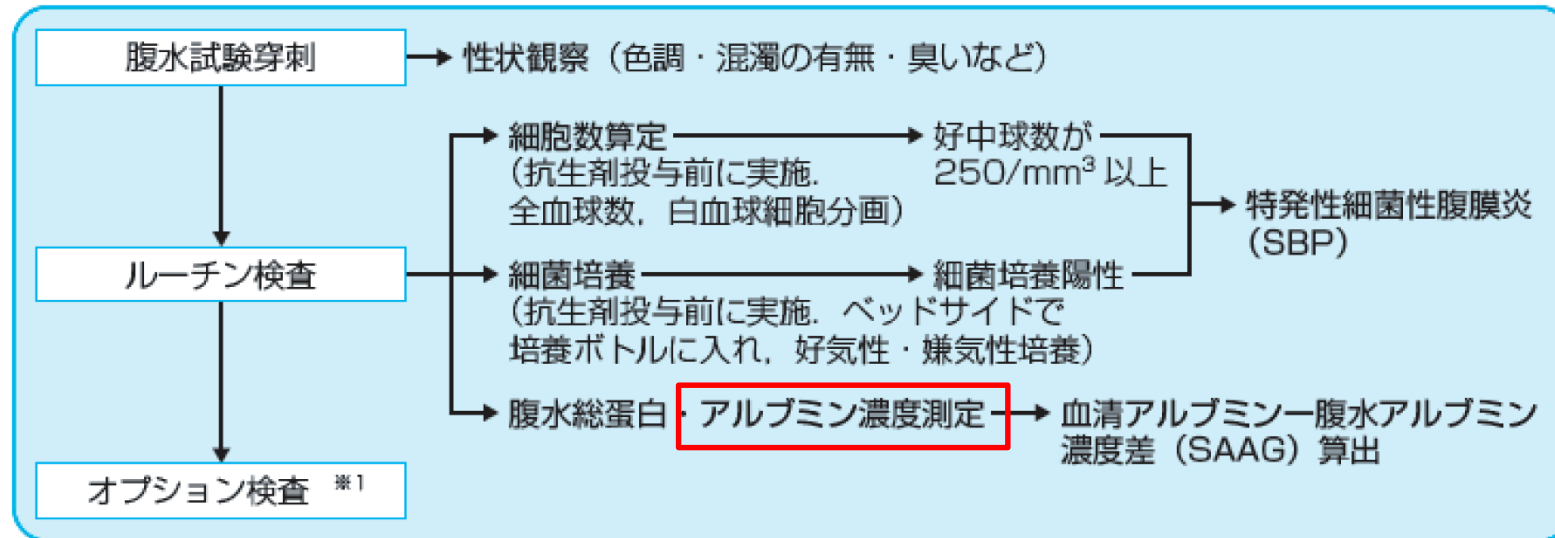 腹水試験穿刺
性状観察（色調・混濁の有無・臭いなど）
細胞数算定
（抗生剤投与前に実施．
全血球数，白血球細胞分画）
好中球数が
250/mm³ 以上
特発性細菌性腹膜炎
（SBP）
ルーチン検査
細菌培養
（抗生剤投与前に実施．ベッドサイドで
培養ボトルに入れ，好気性・嫌気性培養）
細菌培養陽性
腹水総蛋白・アルブミン濃度測定
血清アルブミンー腹水アルブミン
濃度差（SAAG）算出
オプション検査 ※1